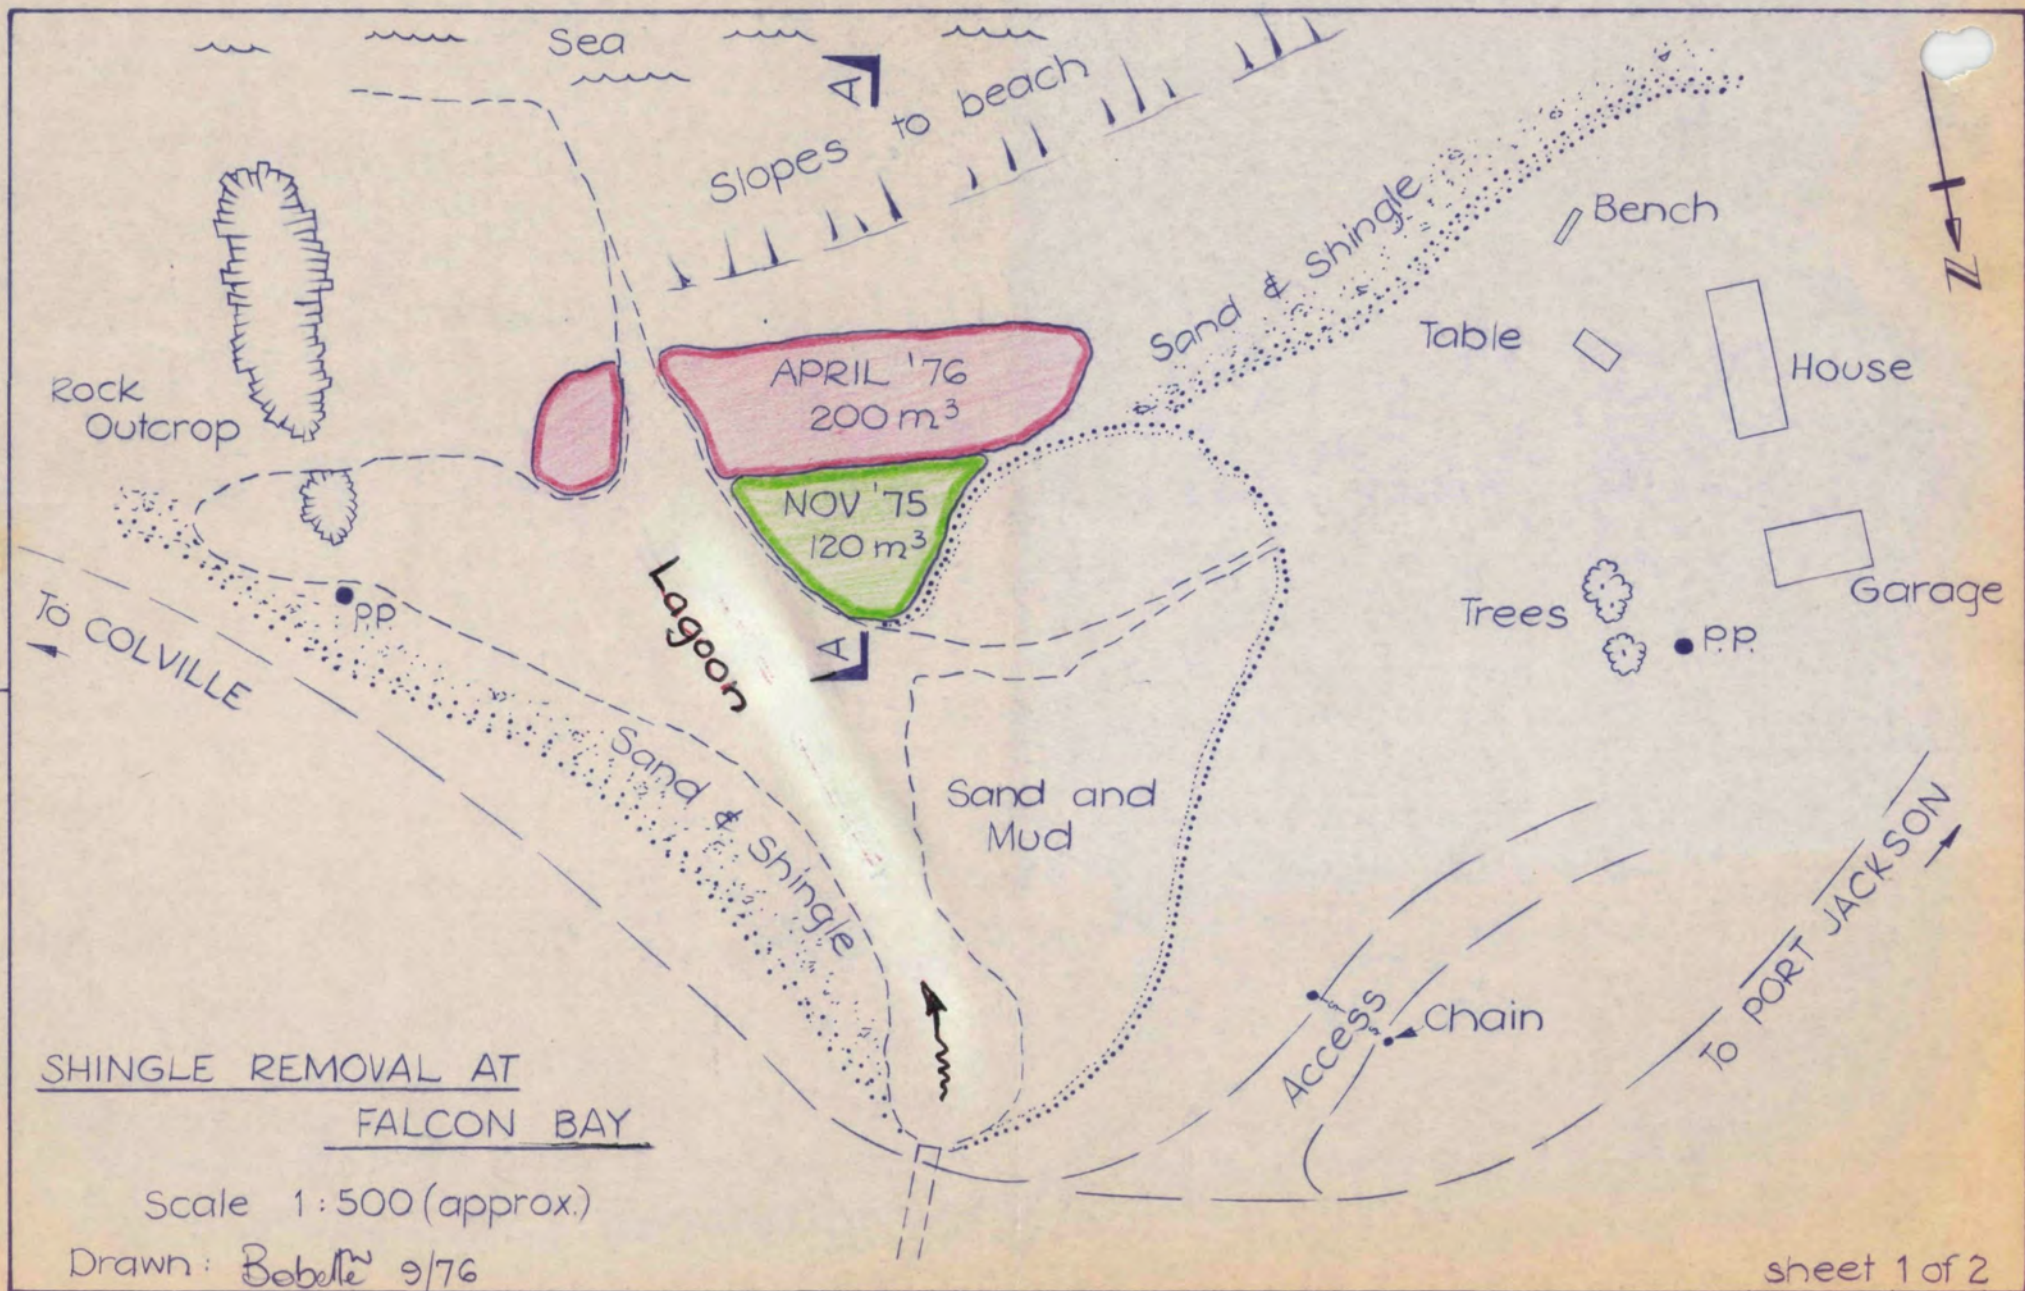 Sea
A
Slopes to beach
Sand & Shingle
Bench
N
Table
House
APRIL '76
200 m³
Rock
Outcrop
NOV '75
120 m³
Lagoon
P.P.
To COLVILLE
A
Trees
P.P.
Garage
Sand & Shingle
Sand and
Mud
Access
Chain
To PORT JACKSON
SHINGLE REMOVAL AT
FALCON BAY
Scale 1:500 (approx.)
Drawn: 9/76
sheet 1 of 2